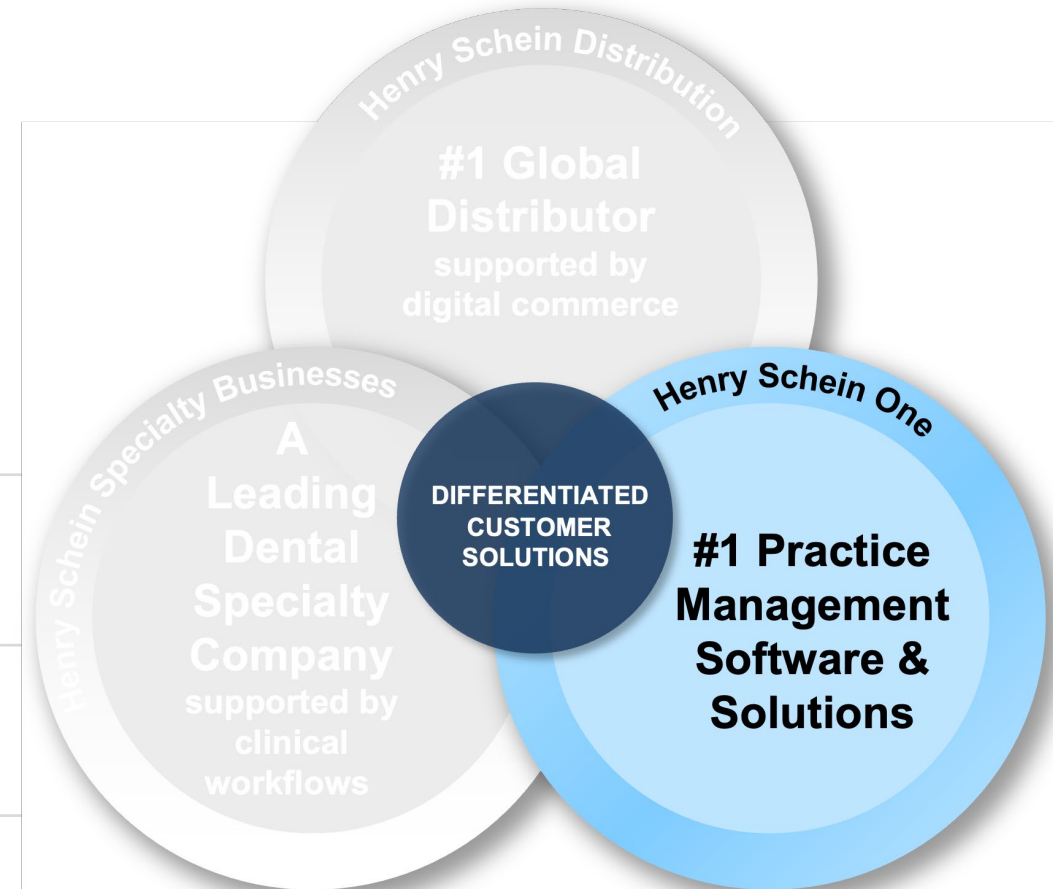 Henry Schein Distribution
#1 Global
Distributor
supported by
digital commerce
Henry Schein Specialty Businesses
A
Leading
Dental
Specialty
Company
supported by
clinical
workflows
DIFFERENTIATED
CUSTOMER
SOLUTIONS
Henry Schein One
#1 Practice
Management
Software &
Solutions